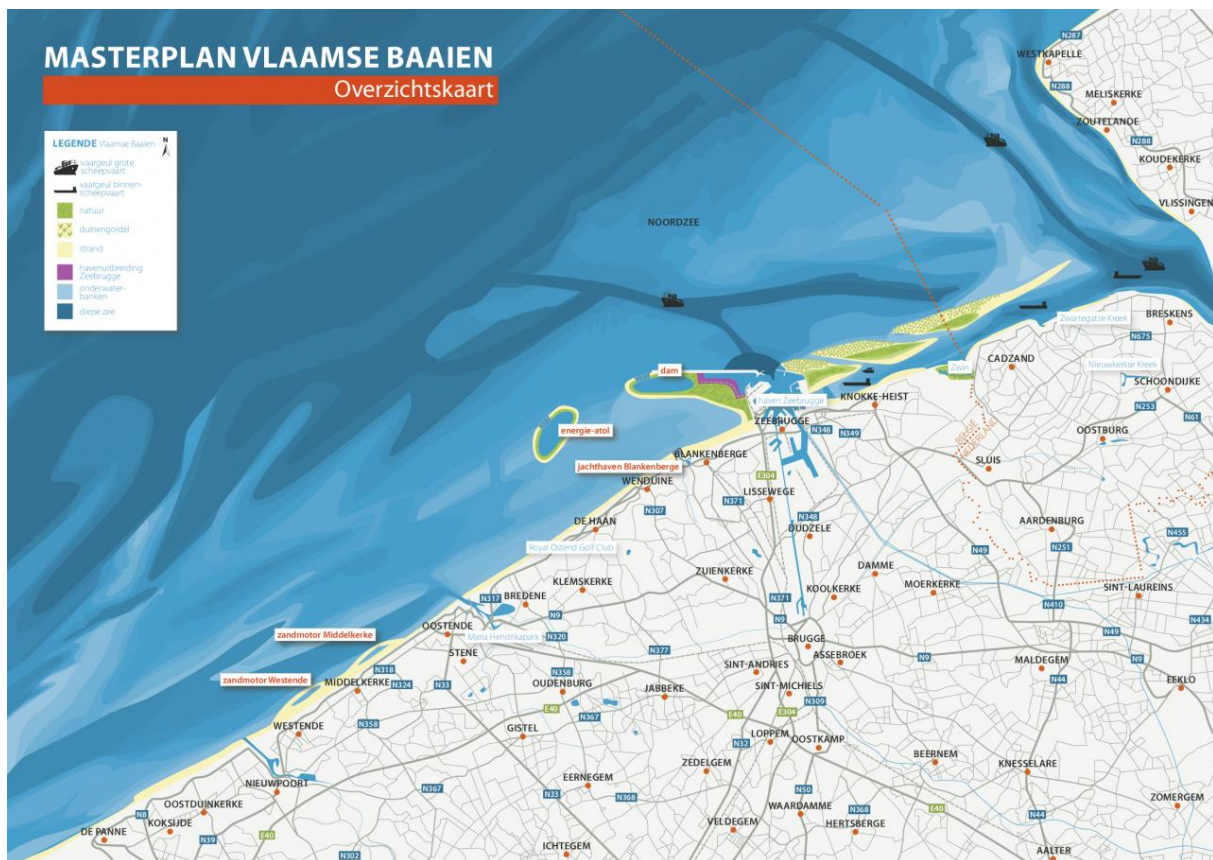 MASTERPLAN VLAAMSE BAAIEN
Overzichtskaart
LEGENDE Vlaamse Baaien
N
vaargeul grote
scheepvaart
vaargeul binnen-
scheepvaart
natuur
duinengordel
strand
havenuitbreiding
Zeebrugge
onderwater-
banken
diepe zee
N287
WESTKAPELLE
N288
MELISKERKE
ZOUTELANDE
N288
KOUDEKERKE
VLISSINGEN
NOORDZEE
Zwartegatse Kreek
BRESKENS
N675
CADZAND
Zwin
Nieuwkerkse Kreek
SCHOONDIJKE
dam
haven Zeebrugge
KNOKKE-HEIST
N253
N61
energie-atol
ZEEBRUGGE
N348
N349
BELGIË
NEDERLAND
OOSTBURG
BLANKENBERGE
jachthaven Blankenberge
SLUIS
E304
WENDUINE
N371
LISSEWEGE
N307
N348
DE HAAN
DUDZELE
AARDENBURG
N455
Royal Ostend Golf Club
N49
N251
ZUIENKERKE
DAMME
KLEMSKERKE
MOERKERKE
SINT-LAUREINS
N317
BREDENE
N371
KOOLKERKE
N410
N9
N9
N434
OOSTENDE
Maria Hendrikapark
N320
BRUGGE
N49
zandmotor Middelkerke
N377
ASSEBROEK
N9
N9
STENE
SINT-ANDRIES
MALDEGEM
N318
N358
zandmotor Westende
MIDDELKERKE
N324
N33
OUDENBURG
JABBEKE
SINT-MICHIELS
N44
EEKLO
E40
N367
N309
WESTENDE
N358
GISTEL
E40
E304
LOPPEM
N32
OOSTKAMP
BEERNEM
ZEDELGEM
KNESSELARE
NIEUWPOORT
N367
EERNEGEM
N33
N368
N50
OOSTDUINKERKE
WAARDAMME
N368
E40
ZOMERGEM
N8
KOKSIJDE
N44
DE PANNE
N39
E40
VELDEGEM
HERTSBERGE
N302
ICHTEGEM
AALTER